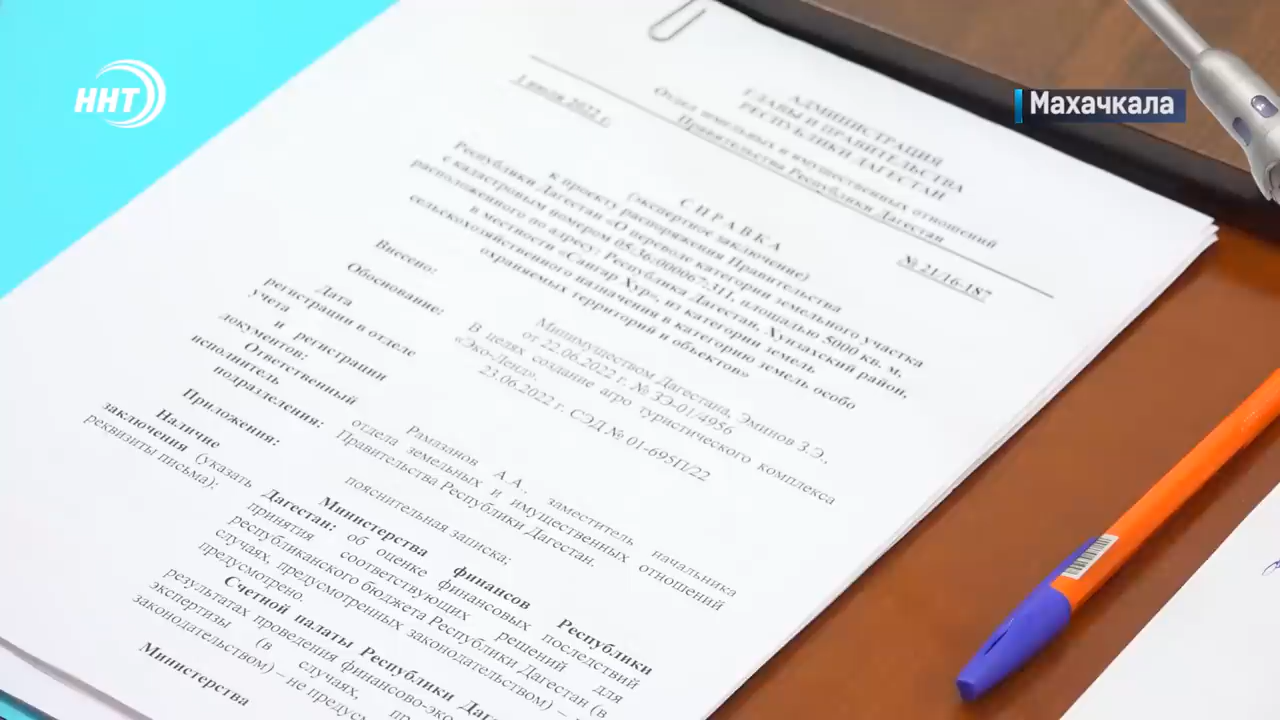 ННТ
Махачкала
АДМИНИСТРАЦИЯ
ГЛАВЫ И ПРАВИТЕЛЬСТВА
РЕСПУБЛИКИ ДАГЕСТАН
Отдел земельных и имущественных отношений
Правительства Республики Дагестан
1 июля 2022 г.
№ 21/16-187
СПРАВКА
(экспертное заключение)
к проекту распоряжения Правительства
Республики Дагестан «О переводе категории земельного участка
с кадастровым номером 05:36:000067:311, площадью 5000 кв. м,
расположенного по адресу: Республика Дагестан, Хунзахский район,
в местности «Сангар Хур», из категории земель
сельскохозяйственного назначения в категорию земель особо
охраняемых территорий и объектов»
Внесено:
Минимуществом Дагестана, Эминов З.Э.,
от 22.06.2022 г. № ЗЭ-01/4956
Обоснование:
В целях создание агро туристического комплекса
«Эко-Ленд».
Дата и регистрации
регистрации в отделе
учета
документов:
23.06.2022 г. СЭД № 01-695П/22
Ответственный
исполнитель
подразделения:
Рамазанов А.А., заместитель начальника
отдела земельных и имущественных отношений
Правительства Республики Дагестан.
Приложения:
пояснительная записка;
Наличие
заключения (указать
реквизиты письма):
Министерства финансов Республики
Дагестан: об оценке финансовых последствий
принятия соответствующих решений для
республиканского бюджета Республики Дагестан (в
случаях, предусмотренных законодательством) –
предусмотрено.
Счетной палаты Республики
результатах проведения
экспертизы (в случаях,
законодательством) – не
Министерства